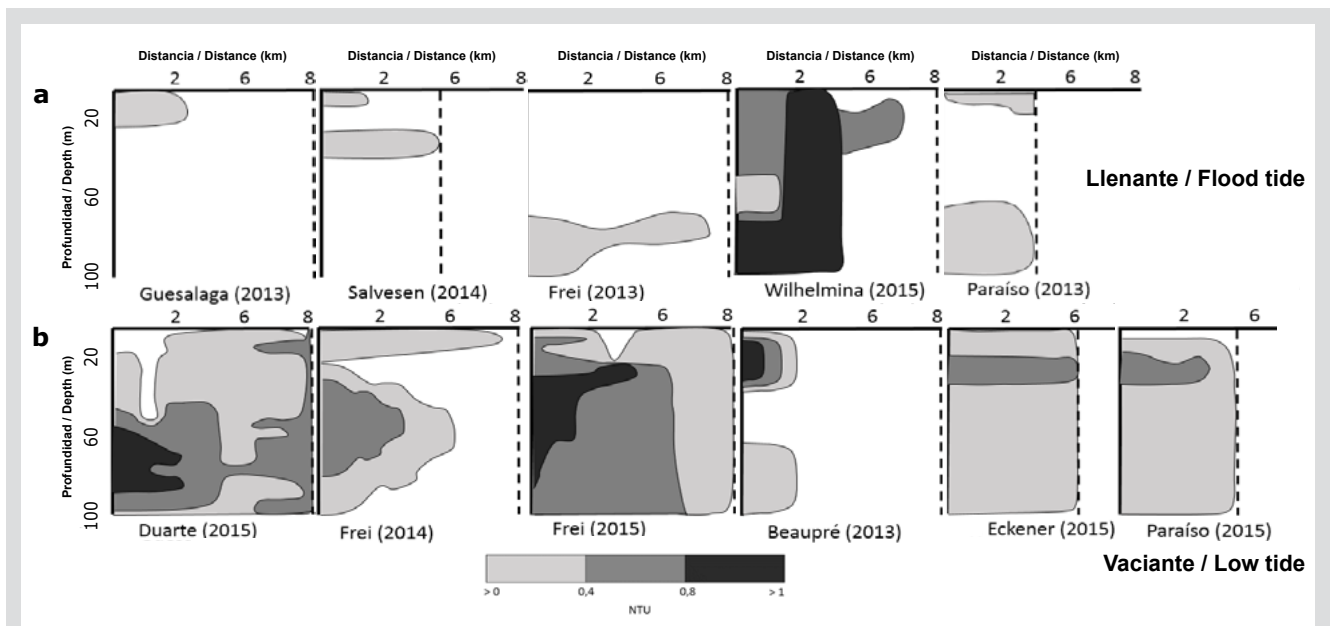 Distancia / Distance (km) Distancia / Distance (km) Distancia / Distance (km) Distancia / Distance (km) Distancia / Distance (km)
2 6 8 2 6 8 2 6 8 2 6 8 2 6 8
a
Profundidad / Depth (m)
20
60
100
Llenante / Flood tide
Guesalaga (2013) Salvesen (2014) Frei (2013) Wilhelmina (2015) Paraíso (2013)
2 6 8 2 6 8 2 6 8 2 6 8 2 6 2 6
b
Profundidad / Depth (m)
20
60
100
Duarte (2015) Frei (2014) Frei (2015) Beaupré (2013) Eckener (2015) Paraíso (2015)
Vaciante / Low tide
> 0 0,4 0,8 > 1
NTU